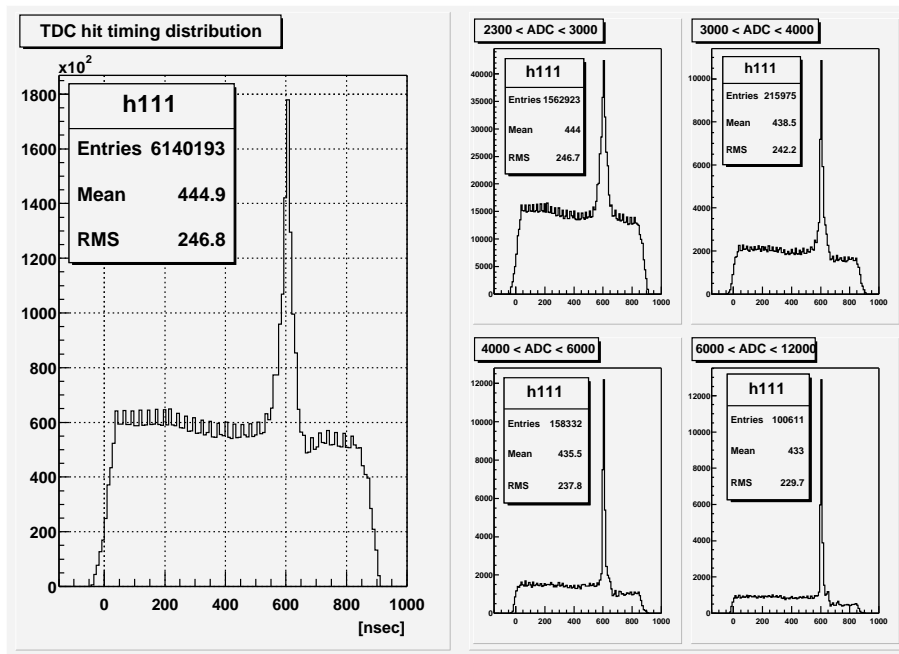 TDC hit timing distribution
x10²
h111
Entries 6140193
Mean 444.9
RMS 246.8
1800
1600
1400
1200
1000
800
600
400
200
0
0 200 400 600 800 1000
[nsec]
2300 < ADC < 3000
h111
Entries 1562923
Mean 444
RMS 246.7
40000
35000
30000
25000
20000
15000
10000
5000
0
0 200 400 600 800 1000
3000 < ADC < 4000
h111
Entries 215975
Mean 438.5
RMS 242.2
10000
8000
6000
4000
2000
0
0 200 400 600 800 1000
4000 < ADC < 6000
h111
Entries 158332
Mean 435.5
RMS 237.8
12000
10000
8000
6000
4000
2000
0
0 200 400 600 800 1000
6000 < ADC < 12000
h111
Entries 100611
Mean 433
RMS 229.7
12000
10000
8000
6000
4000
2000
0
0 200 400 600 800 1000